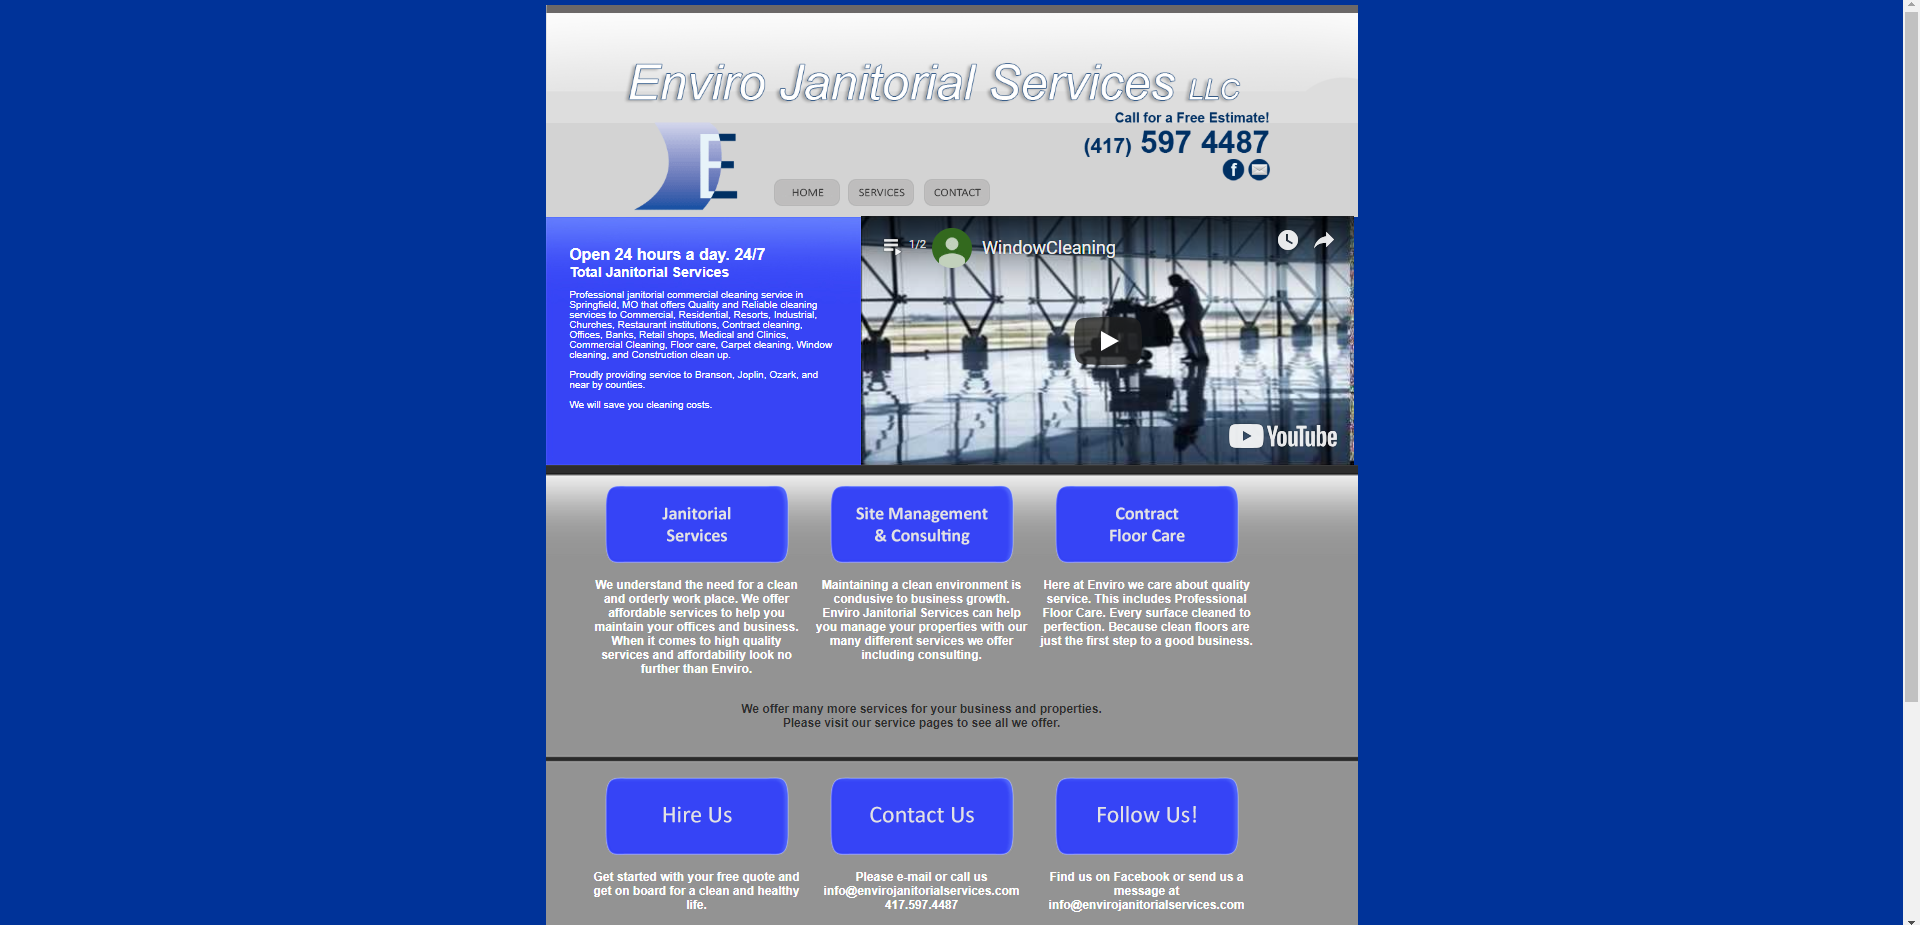 Enviro Janitorial Services LLC
Call for a Free Estimate!
(417) 597 4487
f
E
HOME SERVICES CONTACT
Open 24 hours a day. 24/7
Total Janitorial Services
Professional janitorial commercial cleaning service in
Springfield, MO that offers Quality and Reliable cleaning
services to Commercial, Residential, Resorts, Industrial,
Churches, Restaurant institutions, Contract cleaning,
Offices, Banks, Retail shops, Medical and Clinics,
Commercial Cleaning, Floor care, Carpet cleaning, Window
cleaning, and Construction clean up.
Proudly providing service to Branson, Joplin, Ozark, and
near by counties.
We will save you cleaning costs.
1/2
WindowCleaning
YouTube
Janitorial
Services
We understand the need for a clean
and orderly work place. We offer
affordable services to help you
maintain your offices and business.
When it comes to high quality
services and affordability look no
further than Enviro.
Site Management
& Consulting
Maintaining a clean environment is
condusive to business growth.
Enviro Janitorial Services can help
you manage your properties with our
many different services we offer
including consulting.
Contract
Floor Care
Here at Enviro we care about quality
service. This includes Professional
Floor Care. Every surface cleaned to
perfection. Because clean floors are
just the first step to a good business.
We offer many more services for your business and properties.
Please visit our service pages to see all we offer.
Hire Us
Get started with your free quote and
get on board for a clean and healthy
life.
Contact Us
Please e-mail or call us
info@envirojanitorialservices.com
417.597.4487
Follow Us!
Find us on Facebook or send us a
message at
info@envirojanitorialservices.com